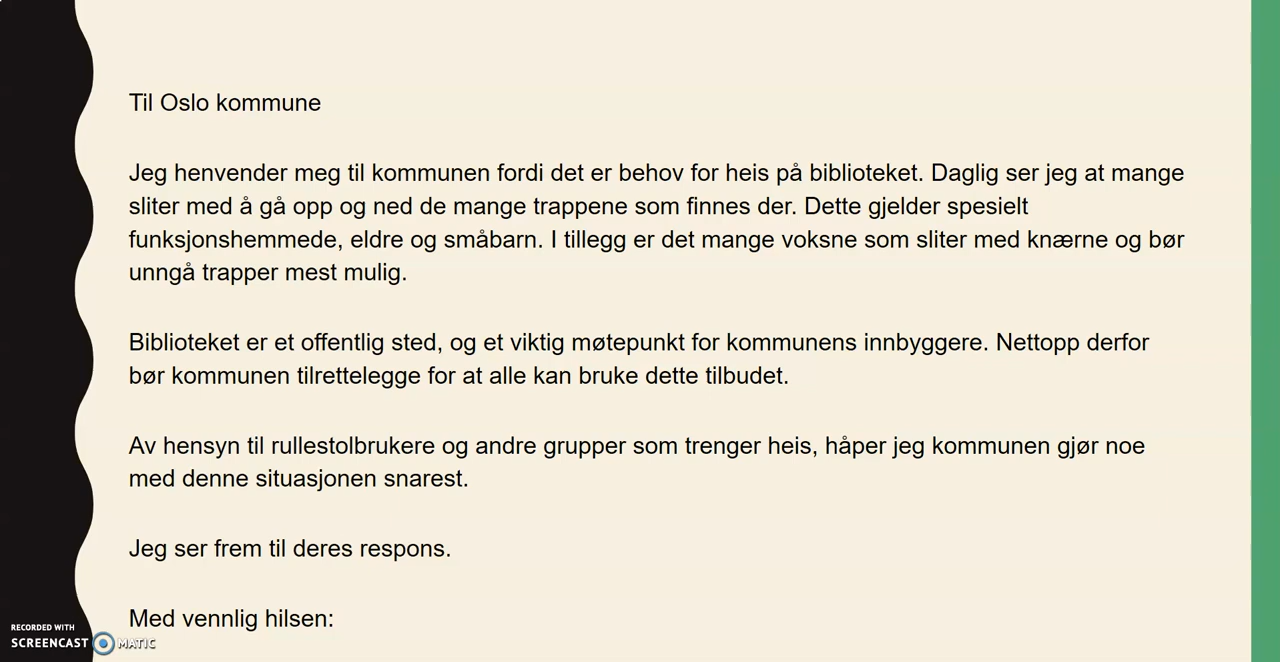 Til Oslo kommune
Jeg henvender meg til kommunen fordi det er behov for heis på biblioteket. Daglig ser jeg at mange
sliter med å gå opp og ned de mange trappene som finnes der. Dette gjelder spesielt
funksjonshemmede, eldre og småbarn. I tillegg er det mange voksne som sliter med knærne og bør
unngå trapper mest mulig.
Biblioteket er et offentlig sted, og et viktig møtepunkt for kommunens innbyggere. Nettopp derfor
bør kommunen tilrettelegge for at alle kan bruke dette tilbudet.
Av hensyn til rullestolbrukere og andre grupper som trenger heis, håper jeg kommunen gjør noe
med denne situasjonen snarest.
Jeg ser frem til deres respons.
Med vennlig hilsen:
RECORDED WITH
SCREENCAST MATIC